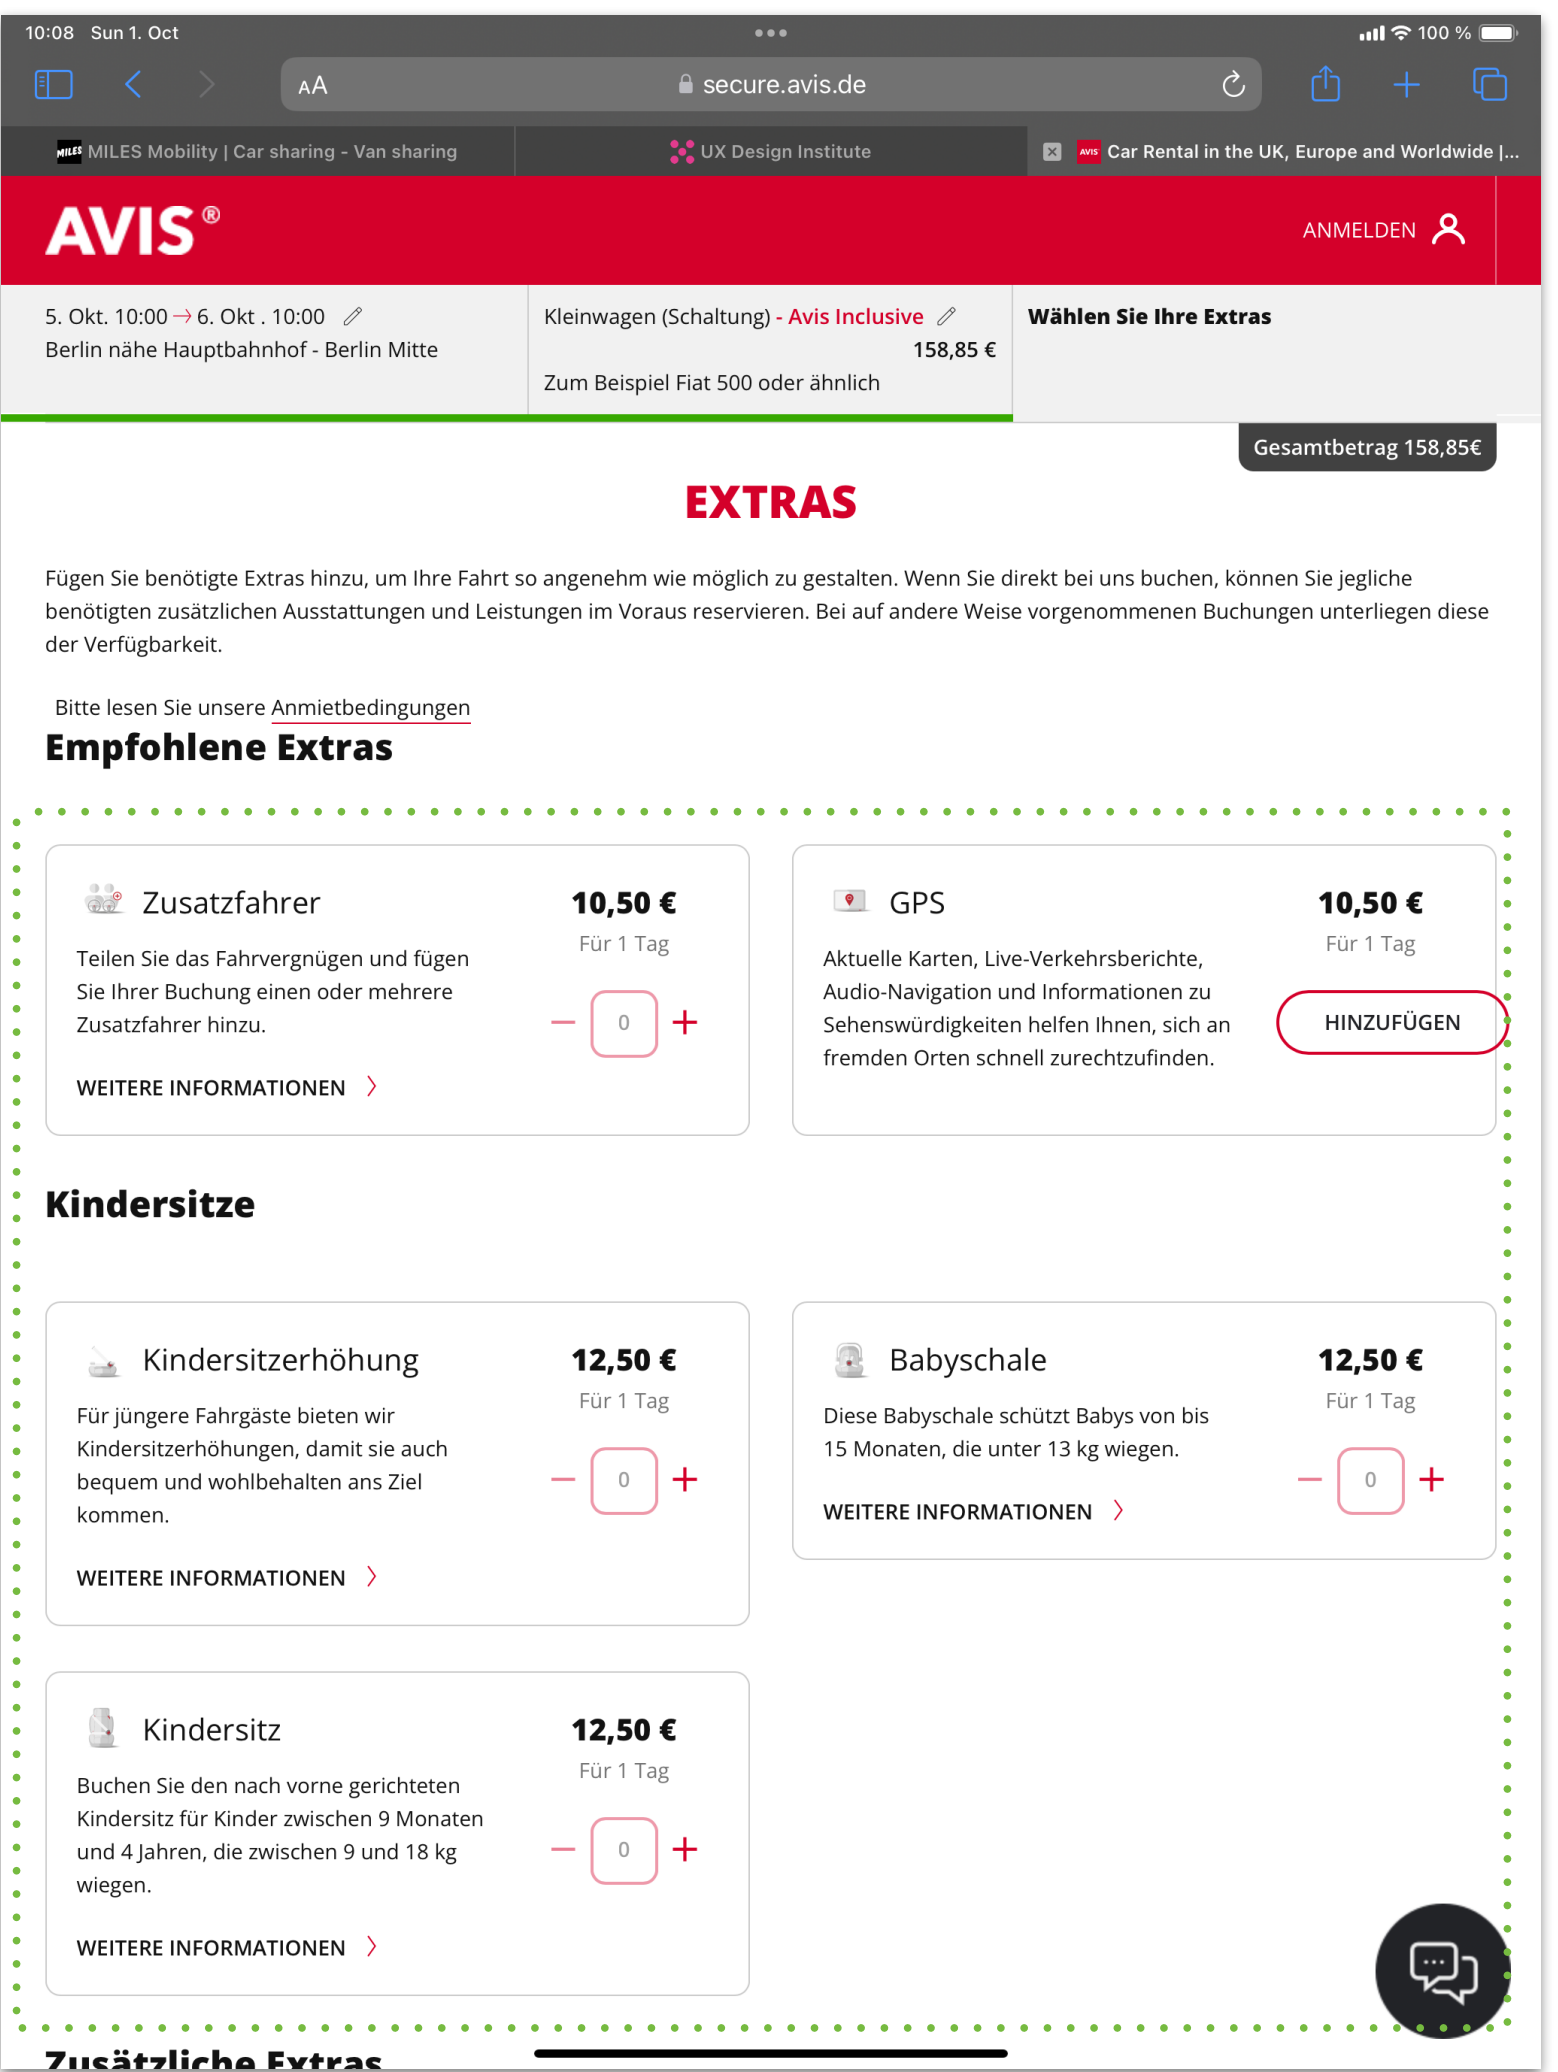 10:08 Sun 1. Oct
100 %
AA
secure.avis.de
MILES MILES Mobility | Car sharing - Van sharing
UX Design Institute
AVIS Car Rental in the UK, Europe and Worldwide |...
AVIS®
ANMELDEN
5. Okt. 10:00 → 6. Okt . 10:00
Berlin nähe Hauptbahnhof - Berlin Mitte
Kleinwagen (Schaltung) - Avis Inclusive
158,85 €
Zum Beispiel Fiat 500 oder ähnlich
Wählen Sie Ihre Extras
Gesamtbetrag 158,85€
EXTRAS
Fügen Sie benötigte Extras hinzu, um Ihre Fahrt so angenehm wie möglich zu gestalten. Wenn Sie direkt bei uns buchen, können Sie jegliche
benötigten zusätzlichen Ausstattungen und Leistungen im Voraus reservieren. Bei auf andere Weise vorgenommenen Buchungen unterliegen diese
der Verfügbarkeit.
Bitte lesen Sie unsere Anmietbedingungen
Empfohlene Extras
Zusatzfahrer
10,50 €
Für 1 Tag
Teilen Sie das Fahrvergnügen und fügen
Sie Ihrer Buchung einen oder mehrere
Zusatzfahrer hinzu.
− 0 +
WEITERE INFORMATIONEN
GPS
10,50 €
Für 1 Tag
Aktuelle Karten, Live-Verkehrsberichte,
Audio-Navigation und Informationen zu
Sehenswürdigkeiten helfen Ihnen, sich an
fremden Orten schnell zurechtzufinden.
HINZUFÜGEN
Kindersitze
Kindersitzerhöhung
12,50 €
Für 1 Tag
Für jüngere Fahrgäste bieten wir
Kindersitzerhöhungen, damit sie auch
bequem und wohlbehalten ans Ziel
kommen.
− 0 +
WEITERE INFORMATIONEN
Babyschale
12,50 €
Für 1 Tag
Diese Babyschale schützt Babys von bis
15 Monaten, die unter 13 kg wiegen.
− 0 +
WEITERE INFORMATIONEN
Kindersitz
12,50 €
Für 1 Tag
Buchen Sie den nach vorne gerichteten
Kindersitz für Kinder zwischen 9 Monaten
und 4 Jahren, die zwischen 9 und 18 kg
wiegen.
− 0 +
WEITERE INFORMATIONEN
Zusätzliche Extras